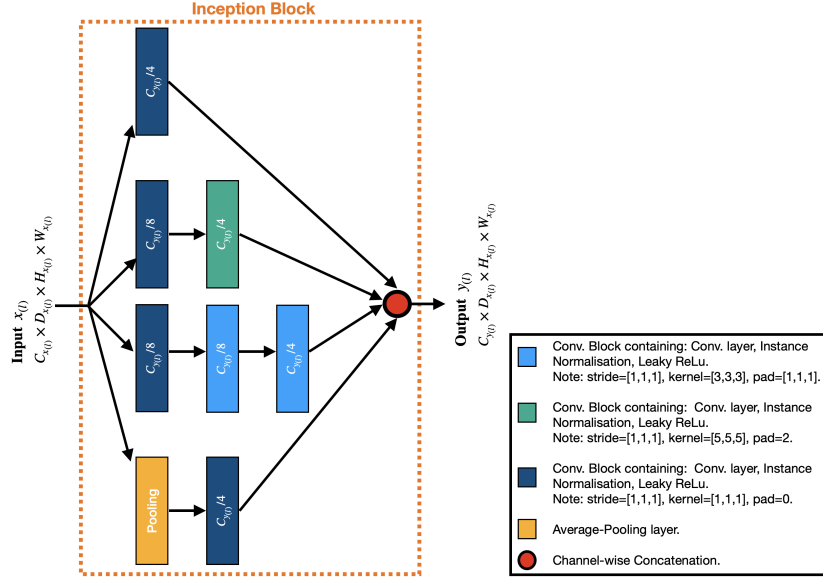 Inception Block
C_{y(l)}/4
C_{y(l)}/8
C_{y(l)}/4
Input x_{(l)}
C_{x(l)} × D_{x(l)} × H_{x(l)} × W_{x(l)}
C_{y(l)}/8
C_{y(l)}/8
C_{y(l)}/4
Pooling
C_{y(l)}/4
Output y_{(l)}
C_{y(l)} × D_{x(l)} × H_{x(l)} × W_{x(l)}
Conv. Block containing: Conv. layer, Instance
Normalisation, Leaky ReLu.
Note: stride=[1,1,1], kernel=[3,3,3], pad=[1,1,1].
Conv. Block containing: Conv. layer, Instance
Normalisation, Leaky ReLu.
Note: stride=[1,1,1], kernel=[5,5,5], pad=2.
Conv. Block containing: Conv. layer, Instance
Normalisation, Leaky ReLu.
Note: stride=[1,1,1], kernel=[1,1,1], pad=0.
Average-Pooling layer.
Channel-wise Concatenation.